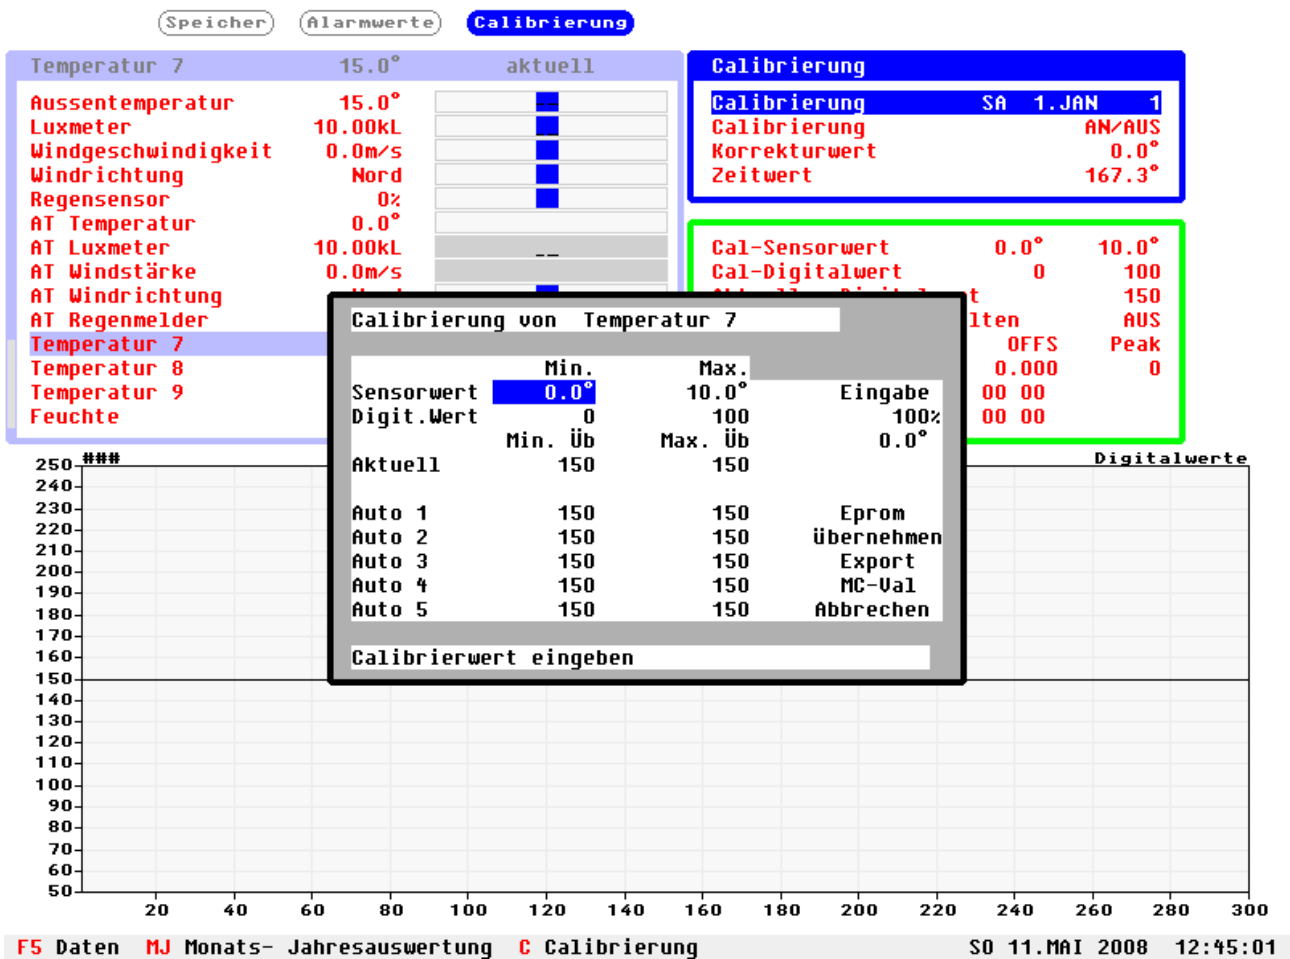 Speicher Alarmwerte Calibrierung
Temperatur 7 15.0° aktuell
Aussentemperatur 15.0°
Luxmeter 10.00kL
Windgeschwindigkeit 0.0m/s
Windrichtung Nord
Regensensor 0%
AT Temperatur 0.0°
AT Luxmeter 10.00kL
AT Windstärke 0.0m/s
AT Windrichtung
AT Regenmelder
Temperatur 7
Temperatur 8
Temperatur 9
Feuchte
Calibrierung
Calibrierung SA 1.JAN 1
Calibrierung AN/AUS
Korrekturwert 0.0°
Zeitwert 167.3°
Cal-Sensorwert 0.0° 10.0°
Cal-Digitalwert 0 100
150
lten AUS
OFFS Peak
0.000 0
00 00
00 00
Calibrierung von Temperatur 7
Min. Max.
Sensorwert 0.0° 10.0° Eingabe
Digit.Wert 0 100 100%
Min. Üb Max. Üb 0.0°
Aktuell 150 150
Auto 1 150 150 Eprom
Auto 2 150 150 übernehmen
Auto 3 150 150 Export
Auto 4 150 150 MC-Val
Auto 5 150 150 Abbrechen
Calibrierwert eingeben
### Digitalwerte
250
240
230
220
210
200
190
180
170
160
150
140
130
120
110
100
90
80
70
60
50
20 40 60 80 100 120 140 160 180 200 220 240 260 280 300
F5 Daten MJ Monats- Jahresauswertung C Calibrierung SO 11.MAI 2008 12:45:01